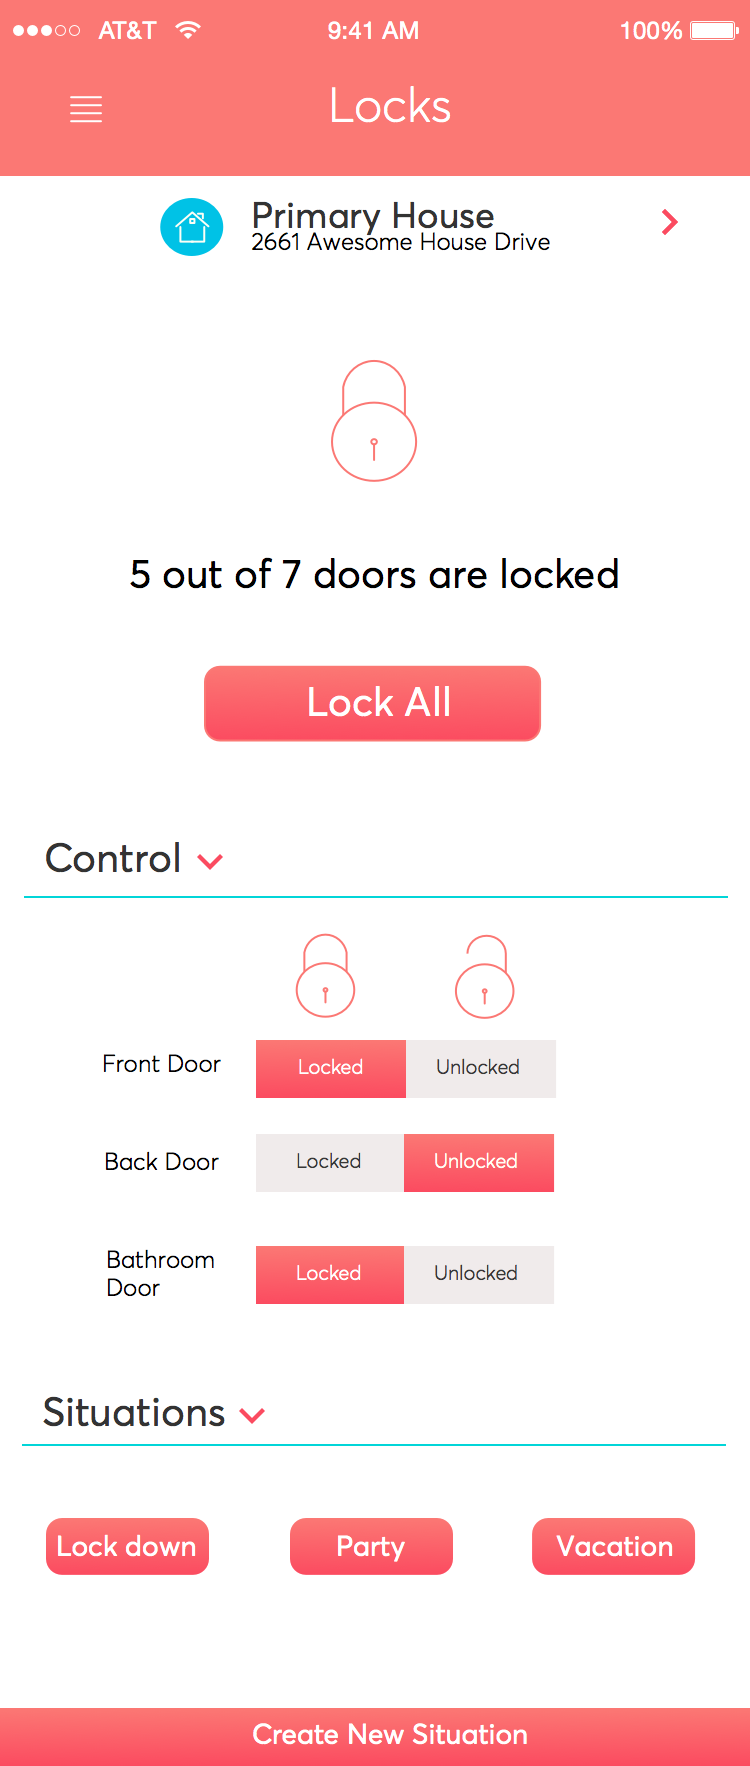 AT&T 9:41 AM 100%
Locks
Primary House
2661 Awesome House Drive
5 out of 7 doors are locked
Lock All
Control
Front Door Locked Unlocked
Back Door Locked Unlocked
Bathroom
Door
Locked Unlocked
Situations
Lock down Party Vacation
Create New Situation